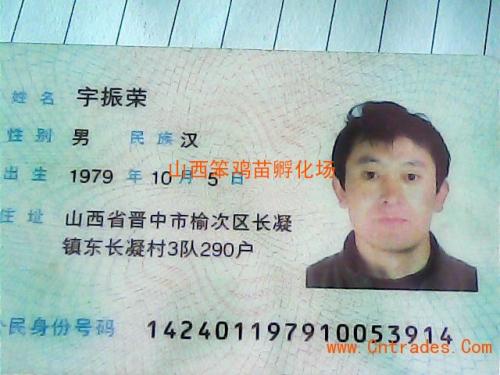 姓名 宇振荣
性别 男 民族 汉
出生 1979 年 10 月 5 日
山西笨鸡苗孵化场
住址 山西省晋中市榆次区长凝
镇东长凝村3队290户
公民身份号码 142401197910053914
www.Cntrades.Com